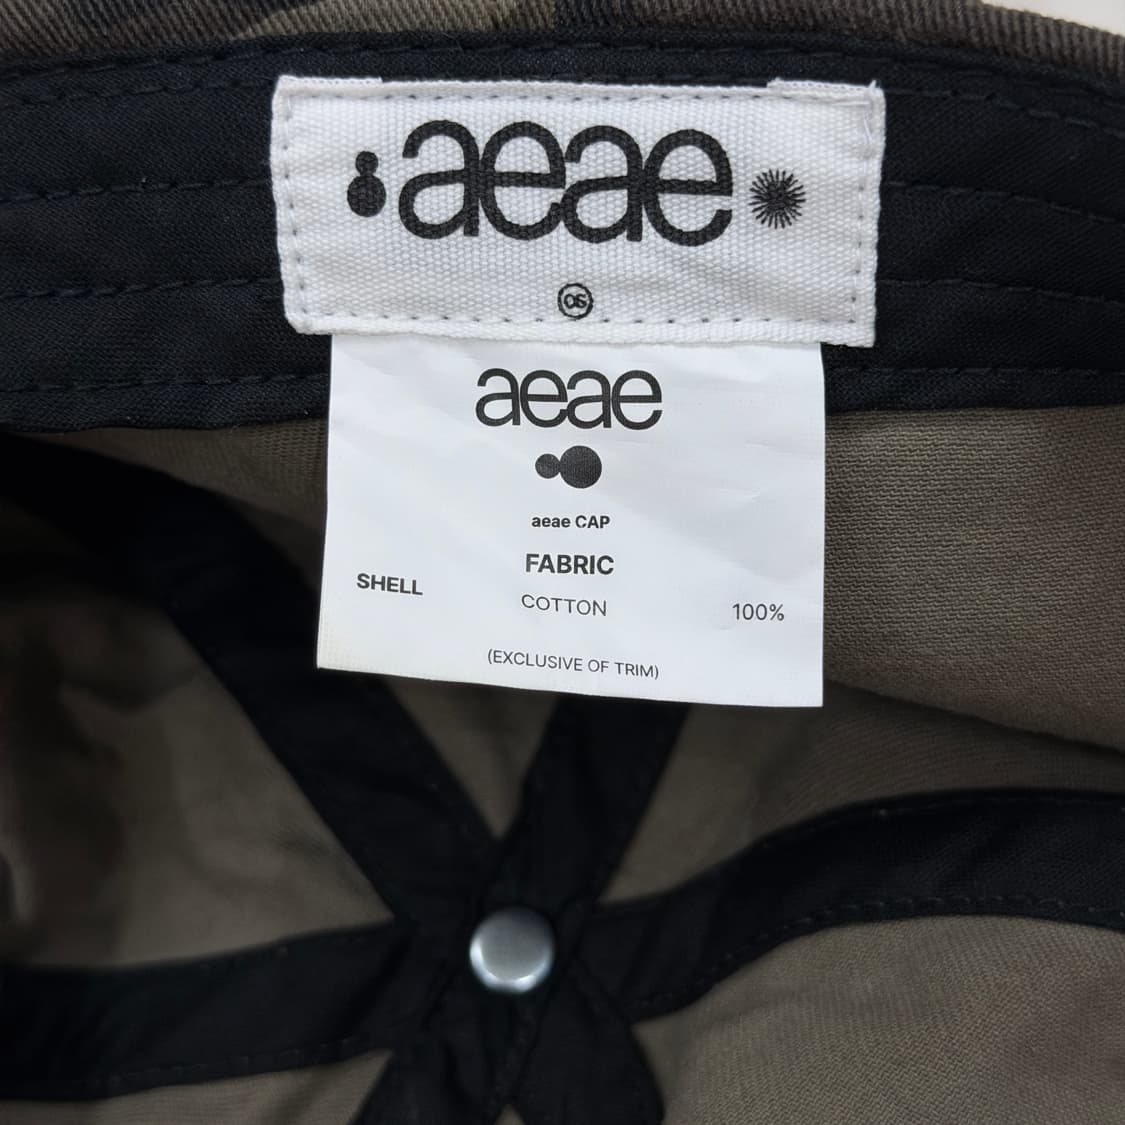 aeae
OS
aeae
aeae CAP
FABRIC
SHELL COTTON 100%
(EXCLUSIVE OF TRIM)